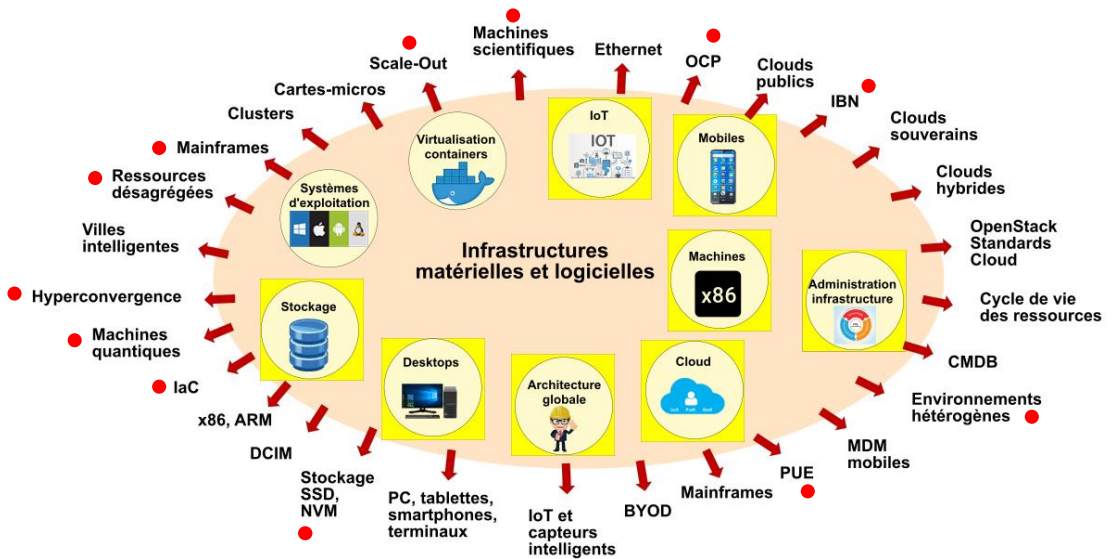 Machines
scientifiques
Ethernet
OCP
Scale-Out
Clouds
publics
Cartes-micros
IBN
Clusters
Clouds
souverains
Mainframes
Ressources
désagrégées
Clouds
hybrides
Villes
intelligentes
OpenStack
Standards
Cloud
Hyperconvergence
Cycle de vie
des ressources
Machines
quantiques
CMDB
IaC
Environnements
hétérogènes
x86, ARM
MDM
mobiles
DCIM
PUE
Stockage
SSD,
NVM
Mainframes
PC, tablettes,
smartphones,
terminaux
BYOD
IoT et
capteurs
intelligents
Virtualisation
containers
IoT
IOT
Mobiles
Systèmes
d'exploitation
Infrastructures
matérielles et logicielles
Machines
x86
Administration
infrastructure
Stockage
Desktops
Architecture
globale
Cloud